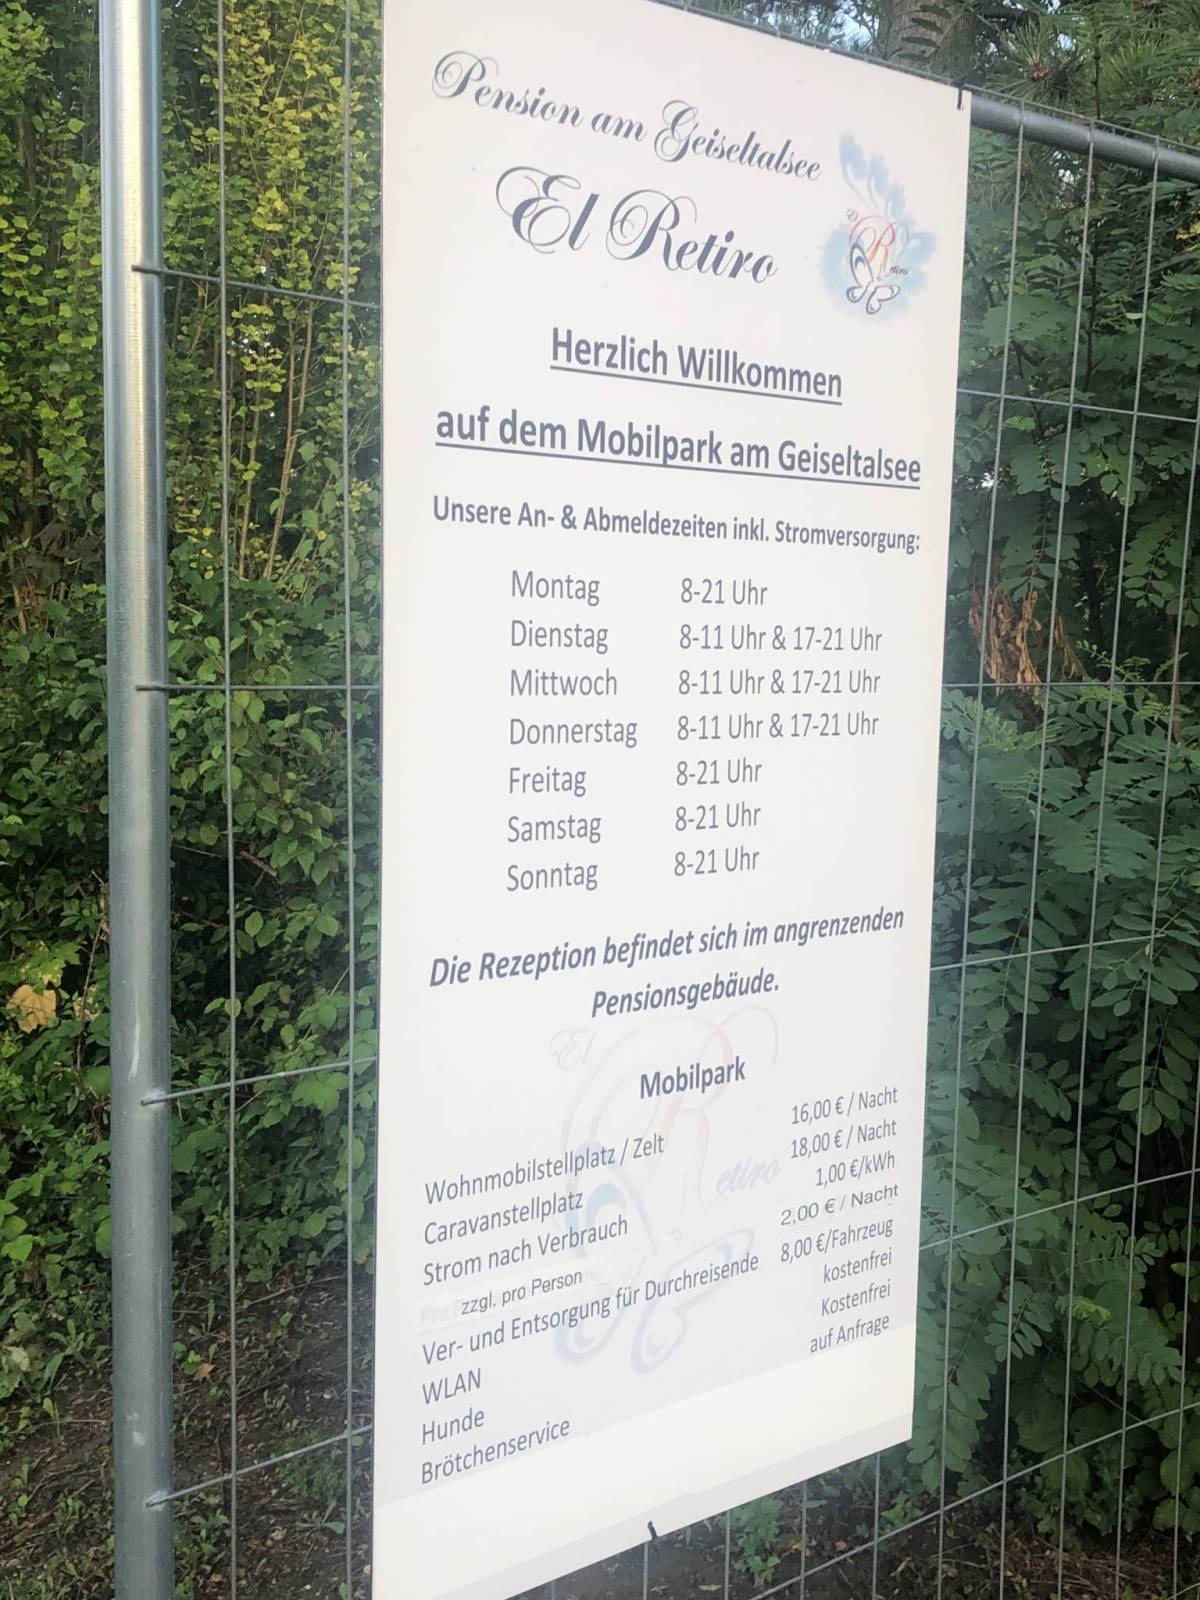 Pension am Geiseltalsee
El Retiro
El
Retiro
Herzlich Willkommen
auf dem Mobilpark am Geiseltalsee
Unsere An- & Abmeldezeiten inkl. Stromversorgung:
Montag 8-21 Uhr
Dienstag 8-11 Uhr & 17-21 Uhr
Mittwoch 8-11 Uhr & 17-21 Uhr
Donnerstag 8-11 Uhr & 17-21 Uhr
Freitag 8-21 Uhr
Samstag 8-21 Uhr
Sonntag 8-21 Uhr
Die Rezeption befindet sich im angrenzenden
Pensionsgebäude.
El
Retiro
Mobilpark
Wohnmobilstellplatz / Zelt 16,00 € / Nacht
Caravanstellplatz 18,00 € / Nacht
Strom nach Verbrauch 1,00 €/kWh
zzgl. pro Person 2,00 € / Nacht
Ver- und Entsorgung für Durchreisende 8,00 €/Fahrzeug
WLAN kostenfrei
Hunde Kostenfrei
Brötchenservice auf Anfrage